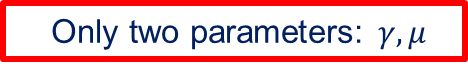 Only two parameters: γ, μ